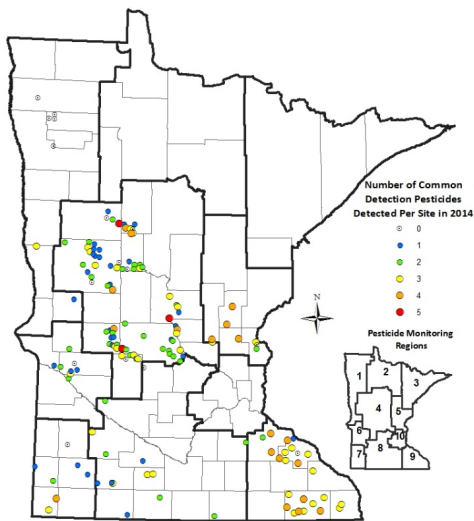 Number of Common
Detection Pesticides
Detected Per Site in 2014
0
1
2
3
4
5
N
Pesticide Monitoring
Regions
1
2
3
4
5
6
10
7
8
9